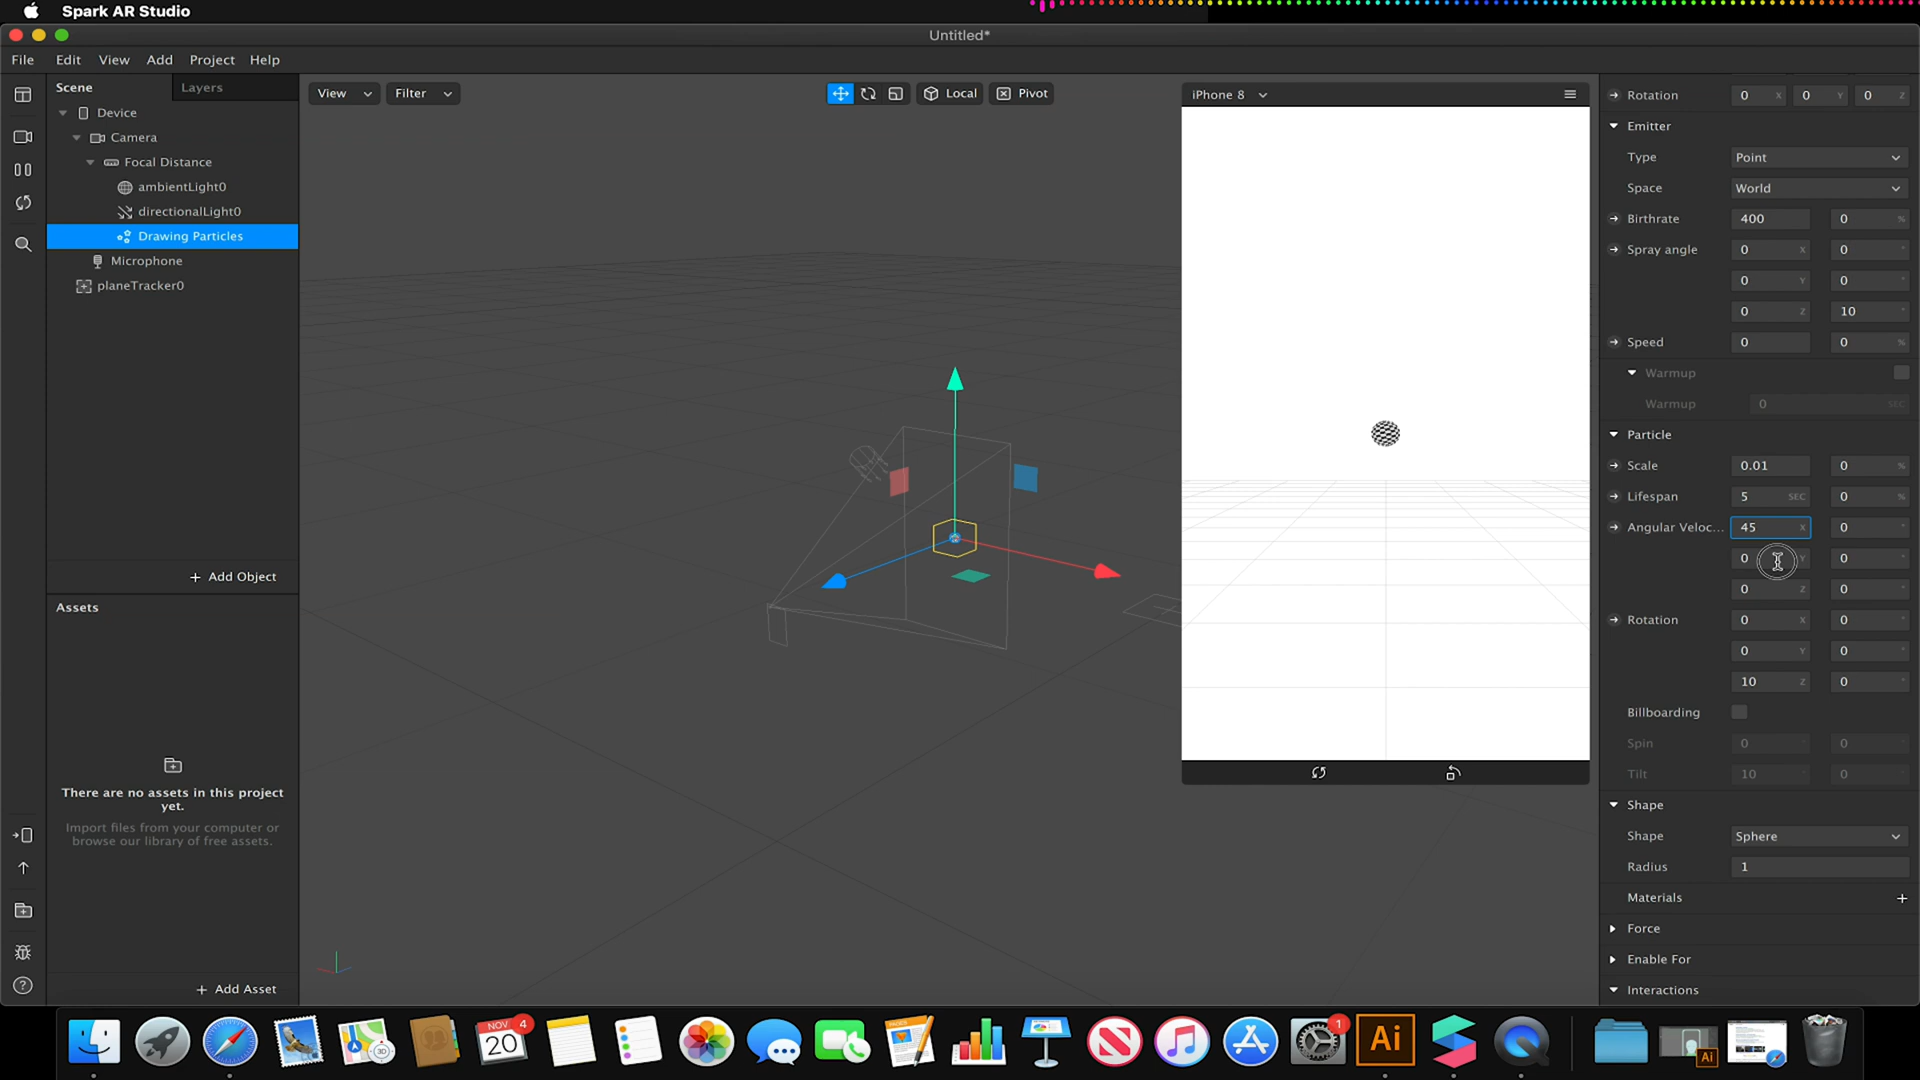 Spark AR Studio
Untitled*
File Edit View Add Project Help
Scene Layers
Device
Camera
Focal Distance
ambientLight0
directionalLight0
Drawing Particles
Microphone
planeTracker0
+ Add Object
Assets
There are no assets in this project
yet.
Import files from your computer or
browse our library of free assets.
+ Add Asset
View Filter Local Pivot
iPhone 8
Rotation 0 X 0 Y 0 Z
Emitter
Type Point
Space World
Birthrate 400 0 %
Spray angle 0 X 0 °
0 Y 0 °
0 Z 10 °
Speed 0 0 %
Warmup
Warmup 0 SEC
Particle
Scale 0.01 0 %
Lifespan 5 SEC 0 %
Angular Veloc... 45 X 0 °
0 Y 0 °
0 Z 0 °
Rotation 0 X 0 °
0 Y 0 °
10 Z 0 °
Billboarding
Spin 0 ° 0 °
Tilt 10 ° 0 °
Shape
Shape Sphere
Radius 1
Materials +
Force
Enable For
Interactions
3D
NOV
20
4
PAGES
1
Ai
Ai